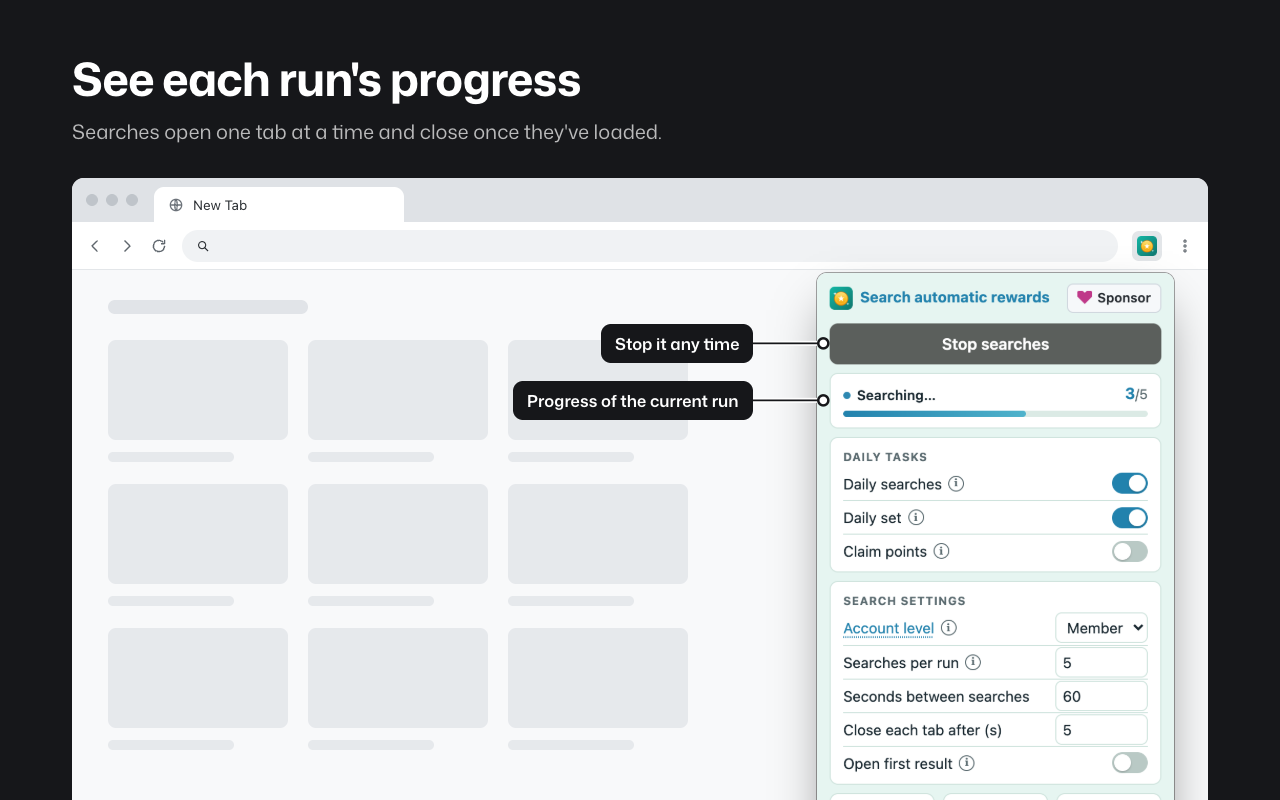 See each run's progress
Searches open one tab at a time and close once they've loaded.
New Tab
Search automatic rewards
Sponsor
Stop it any time
Stop searches
Progress of the current run
Searching...
3/5
DAILY TASKS
Daily searches
Daily set
Claim points
SEARCH SETTINGS
Account level
Member
Searches per run
5
Seconds between searches
60
Close each tab after (s)
5
Open first result